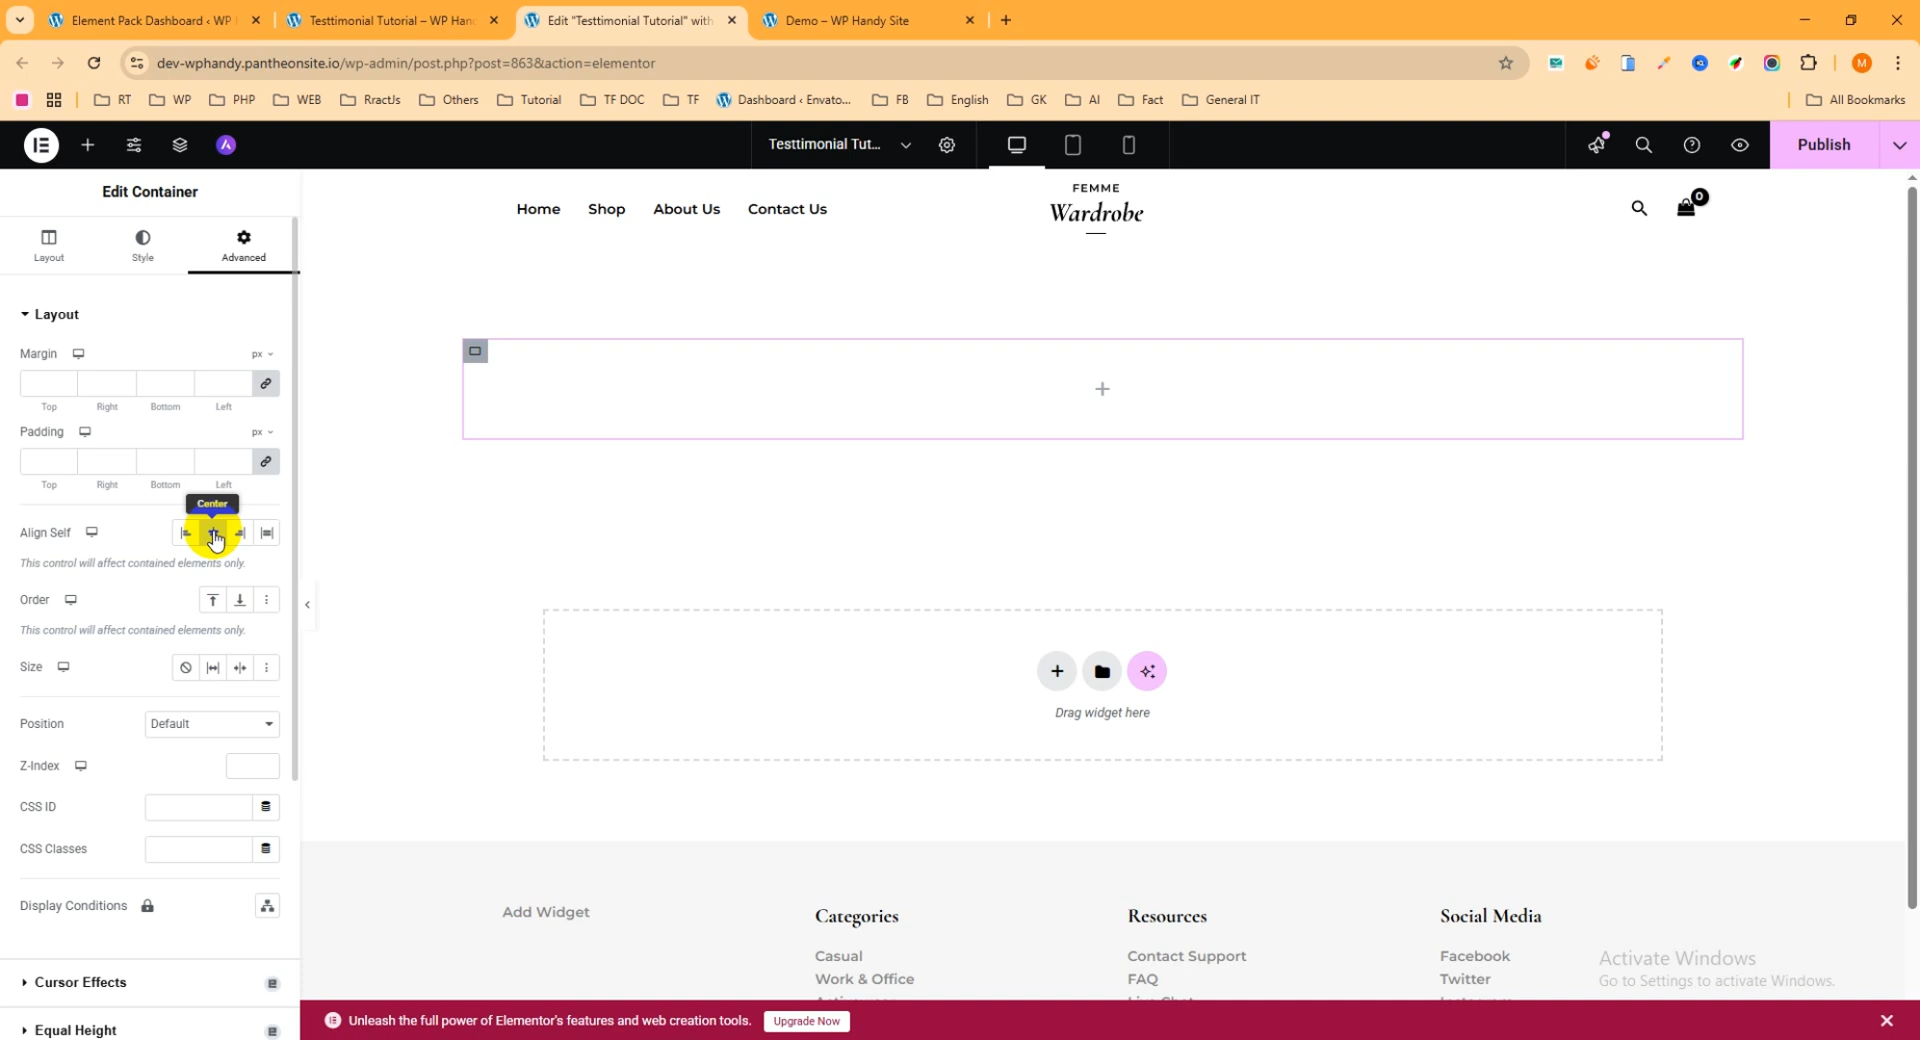 Element Pack Dashboard ‹ WP
Testtimonial Tutorial – WP Han
Edit "Testtimonial Tutorial" with
Demo – WP Handy Site
dev-wphandy.pantheonsite.io/wp-admin/post.php?post=863&action=elementor
M
RT
WP
PHP
WEB
RractJs
Others
Tutorial
TF DOC
TF
Dashboard ‹ Envato...
FB
English
GK
AI
Fact
General IT
All Bookmarks
Testtimonial Tut...
Publish
Edit Container
Layout
Style
Advanced
Layout
Margin
px
Top
Right
Bottom
Left
Padding
px
Top
Right
Bottom
Left
Center
Align Self
This control will affect contained elements only.
Order
This control will affect contained elements only.
Size
Position
Default
Z-Index
CSS ID
CSS Classes
Display Conditions
Cursor Effects
Equal Height
Home
Shop
About Us
Contact Us
FEMME
Wardrobe
0
Drag widget here
Add Widget
Categories
Casual
Work & Office
Resources
Contact Support
FAQ
Social Media
Facebook
Twitter
Activate Windows
Go to Settings to activate Windows.
Unleash the full power of Elementor's features and web creation tools.
Upgrade Now